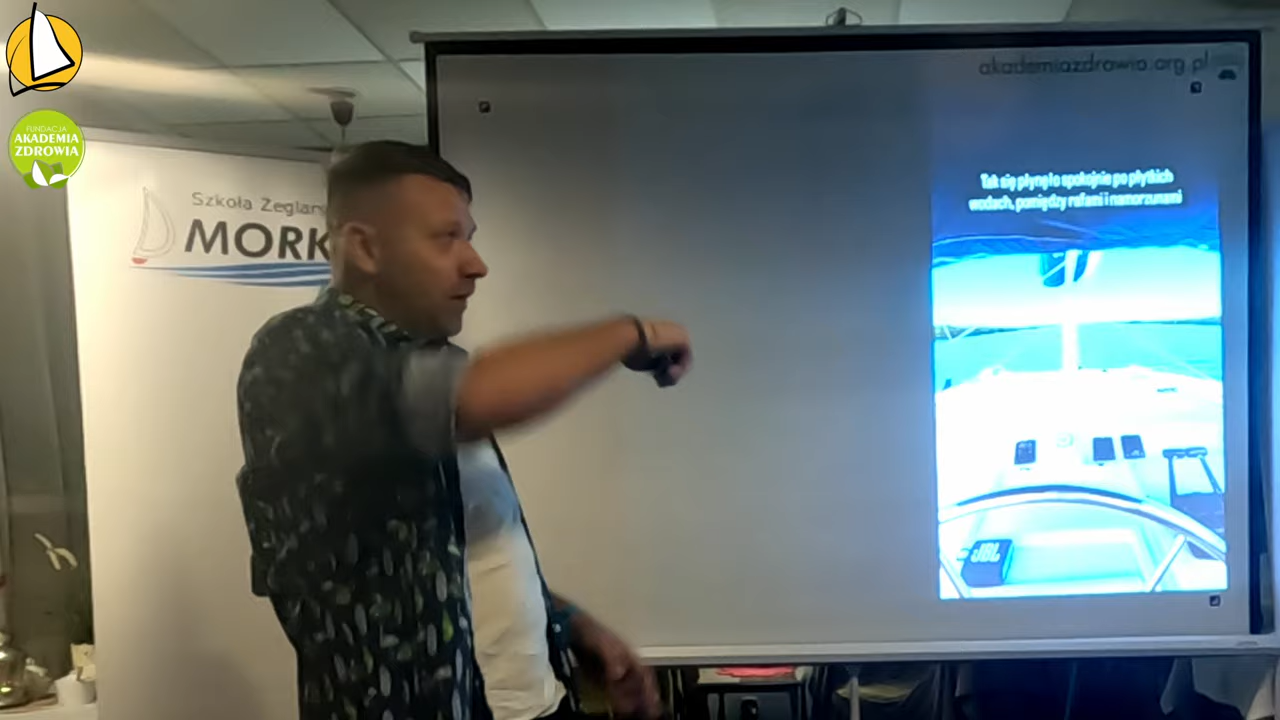 FUNDACJA
AKADEMIA
ZDROWIA
Szkoła Żeglars
MORK
akademiazdrowia.org.pl
Tak się płynęło spokojnie po płytkich
wodach, pomiędzy rafami i namorzynami
JBL